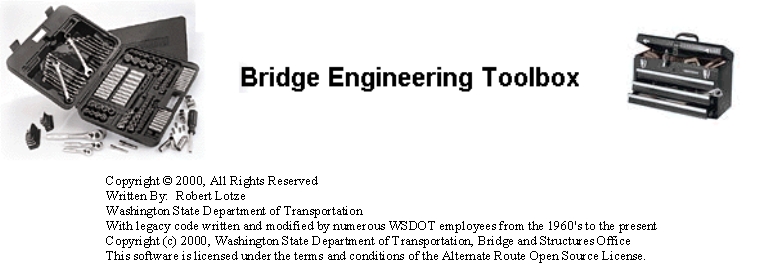 Bridge Engineering Toolbox
Copyright © 2000, All Rights Reserved
Written By: Robert Lotze
Washington State Department of Transportation
With legacy code written and modified by numerous WSDOT employees from the 1960's to the present
Copyright (c) 2000, Washington State Department of Transportation, Bridge and Structures Office
This software is licensed under the terms and conditions of the Alternate Route Open Source License.